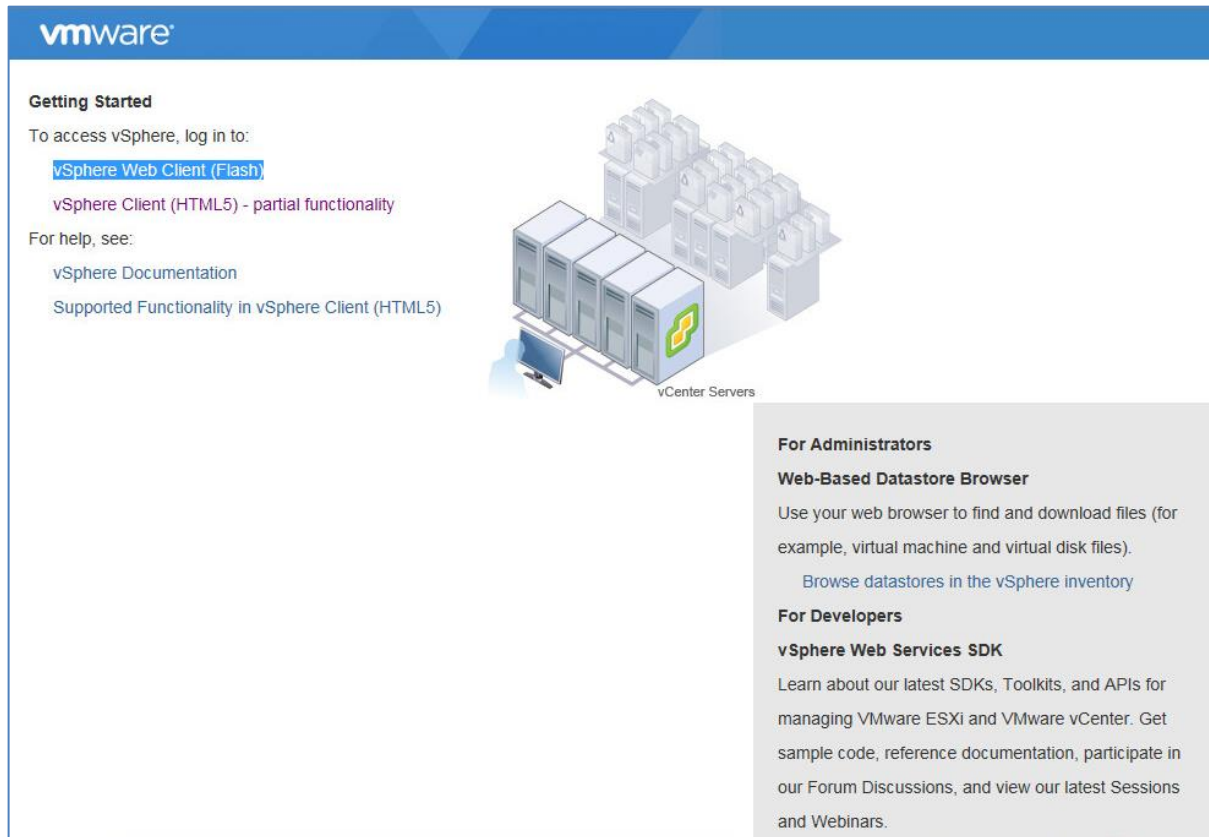 vmware®
Getting Started
To access vSphere, log in to:
vSphere Web Client (Flash)
vSphere Client (HTML5) - partial functionality
For help, see:
vSphere Documentation
Supported Functionality in vSphere Client (HTML5)
vCenter Servers
For Administrators
Web-Based Datastore Browser
Use your web browser to find and download files (for
example, virtual machine and virtual disk files).
Browse datastores in the vSphere inventory
For Developers
vSphere Web Services SDK
Learn about our latest SDKs, Toolkits, and APIs for
managing VMware ESXi and VMware vCenter. Get
sample code, reference documentation, participate in
our Forum Discussions, and view our latest Sessions
and Webinars.